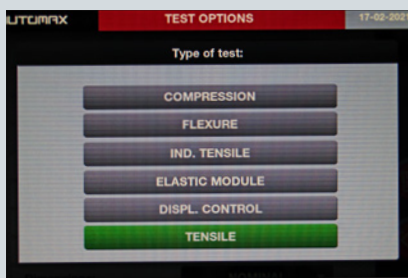 UTOMAX
TEST OPTIONS
17-02-2021
Type of test:
COMPRESSION
FLEXURE
IND. TENSILE
ELASTIC MODULE
DISPL. CONTROL
TENSILE